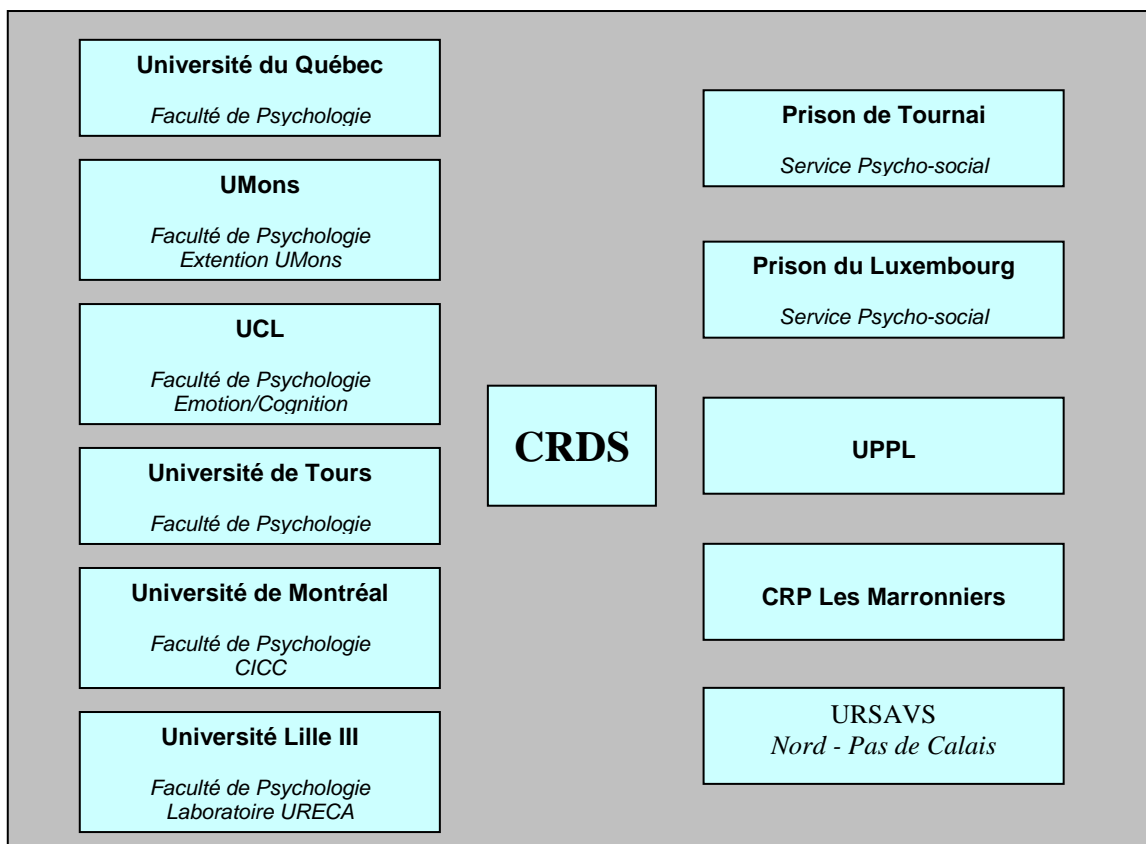 Université du Québec
Faculté de Psychologie
UMons
Faculté de Psychologie
Extention UMons
UCL
Faculté de Psychologie
Emotion/Cognition
Université de Tours
Faculté de Psychologie
Université de Montréal
Faculté de Psychologie
CICC
Université Lille III
Faculté de Psychologie
Laboratoire URECA
CRDS
Prison de Tournai
Service Psycho-social
Prison du Luxembourg
Service Psycho-social
UPPL
CRP Les Marronniers
URSAVS
Nord - Pas de Calais